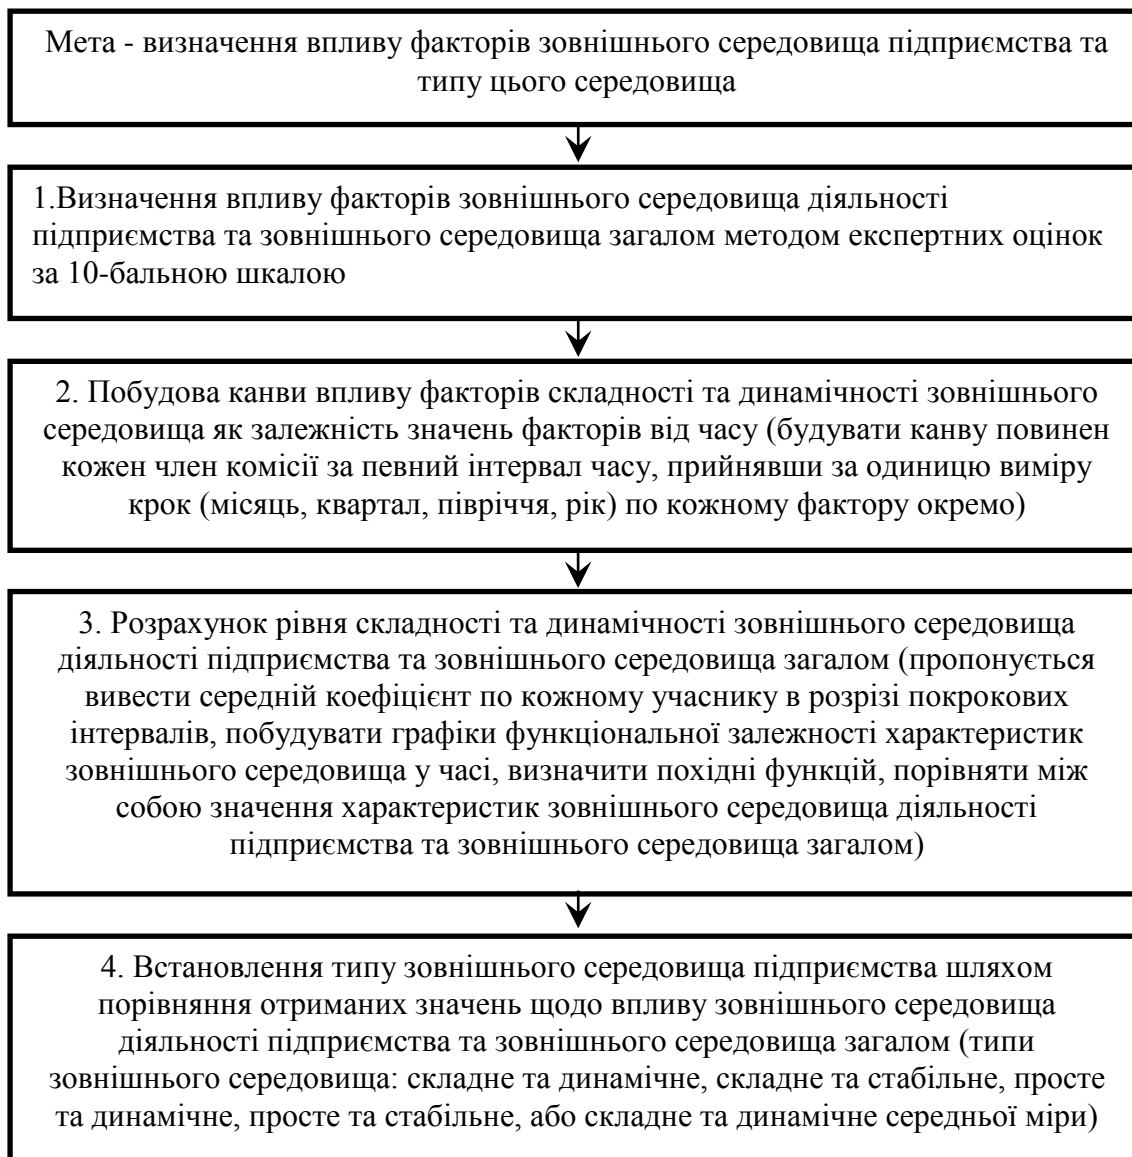 Мета - визначення впливу факторів зовнішнього середовища підприємства та
типу цього середовища
1.Визначення впливу факторів зовнішнього середовища діяльності
підприємства та зовнішнього середовища загалом методом експертних оцінок
за 10-бальною шкалою
2. Побудова канви впливу факторів складності та динамічності зовнішнього
середовища як залежність значень факторів від часу (будувати канву повинен
кожен член комісії за певний інтервал часу, прийнявши за одиницю виміру
крок (місяць, квартал, півріччя, рік) по кожному фактору окремо)
3. Розрахунок рівня складності та динамічності зовнішнього середовища
діяльності підприємства та зовнішнього середовища загалом (пропонується
вивести середній коефіцієнт по кожному учаснику в розрізі покрокових
інтервалів, побудувати графіки функціональної залежності характеристик
зовнішнього середовища у часі, визначити похідні функцій, порівняти між
собою значення характеристик зовнішнього середовища діяльності
підприємства та зовнішнього середовища загалом)
4. Встановлення типу зовнішнього середовища підприємства шляхом
порівняння отриманих значень щодо впливу зовнішнього середовища
діяльності підприємства та зовнішнього середовища загалом (типи
зовнішнього середовища: складне та динамічне, складне та стабільне, просте
та динамічне, просте та стабільне, або складне та динамічне середньої міри)